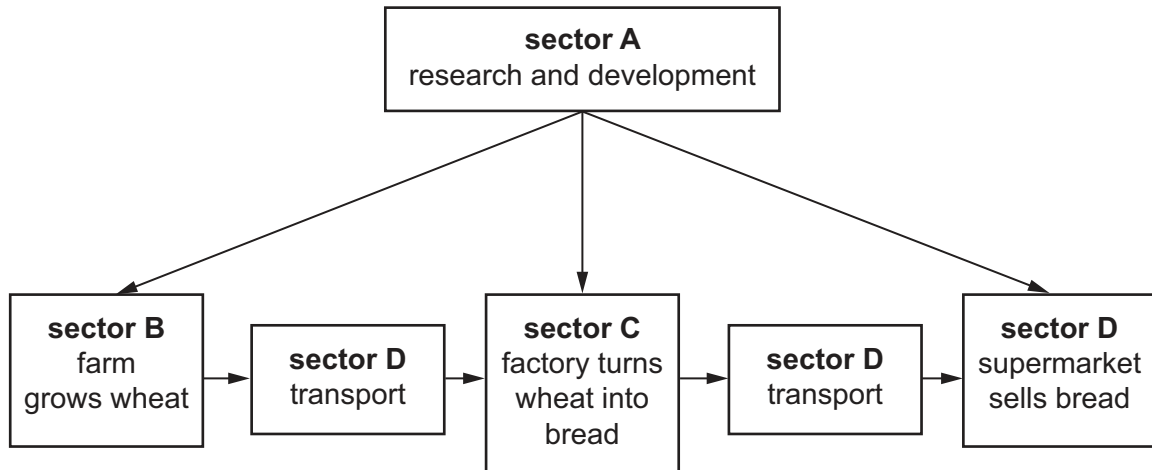 sector A
research and development
sector B
farm
grows wheat
sector D
transport
sector C
factory turns
wheat into
bread
sector D
transport
sector D
supermarket
sells bread